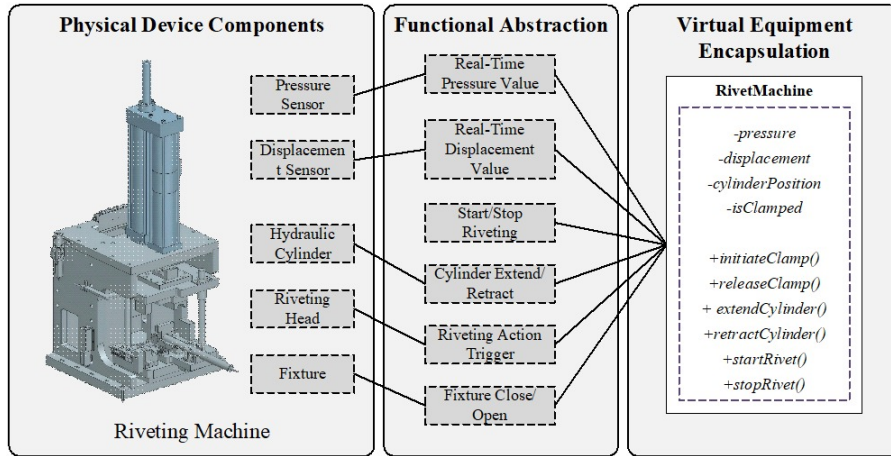 Physical Device Components
Riveting Machine
Pressure
Sensor
Displacemen
t Sensor
Hydraulic
Cylinder
Riveting
Head
Fixture
Functional Abstraction
Real-Time
Pressure Value
Real-Time
Displacement
Value
Start/Stop
Riveting
Cylinder Extend/
Retract
Riveting Action
Trigger
Fixture Close/
Open
Virtual Equipment
Encapsulation
RivetMachine
-pressure
-displacement
-cylinderPosition
-isClamped
+initiateClamp()
+releaseClamp()
+ extendCylinder()
+retractCylinder()
+startRivet()
+stopRivet()